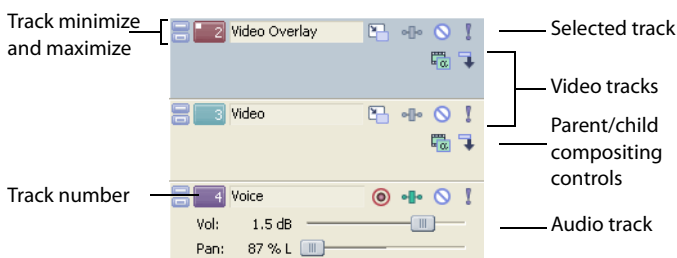 Track minimize
and maximize
2 Video Overlay
Selected track
Video tracks
3 Video
Parent/child
compositing
controls
Track number
4 Voice
Vol: 1.5 dB
Audio track
Pan: 87 % L